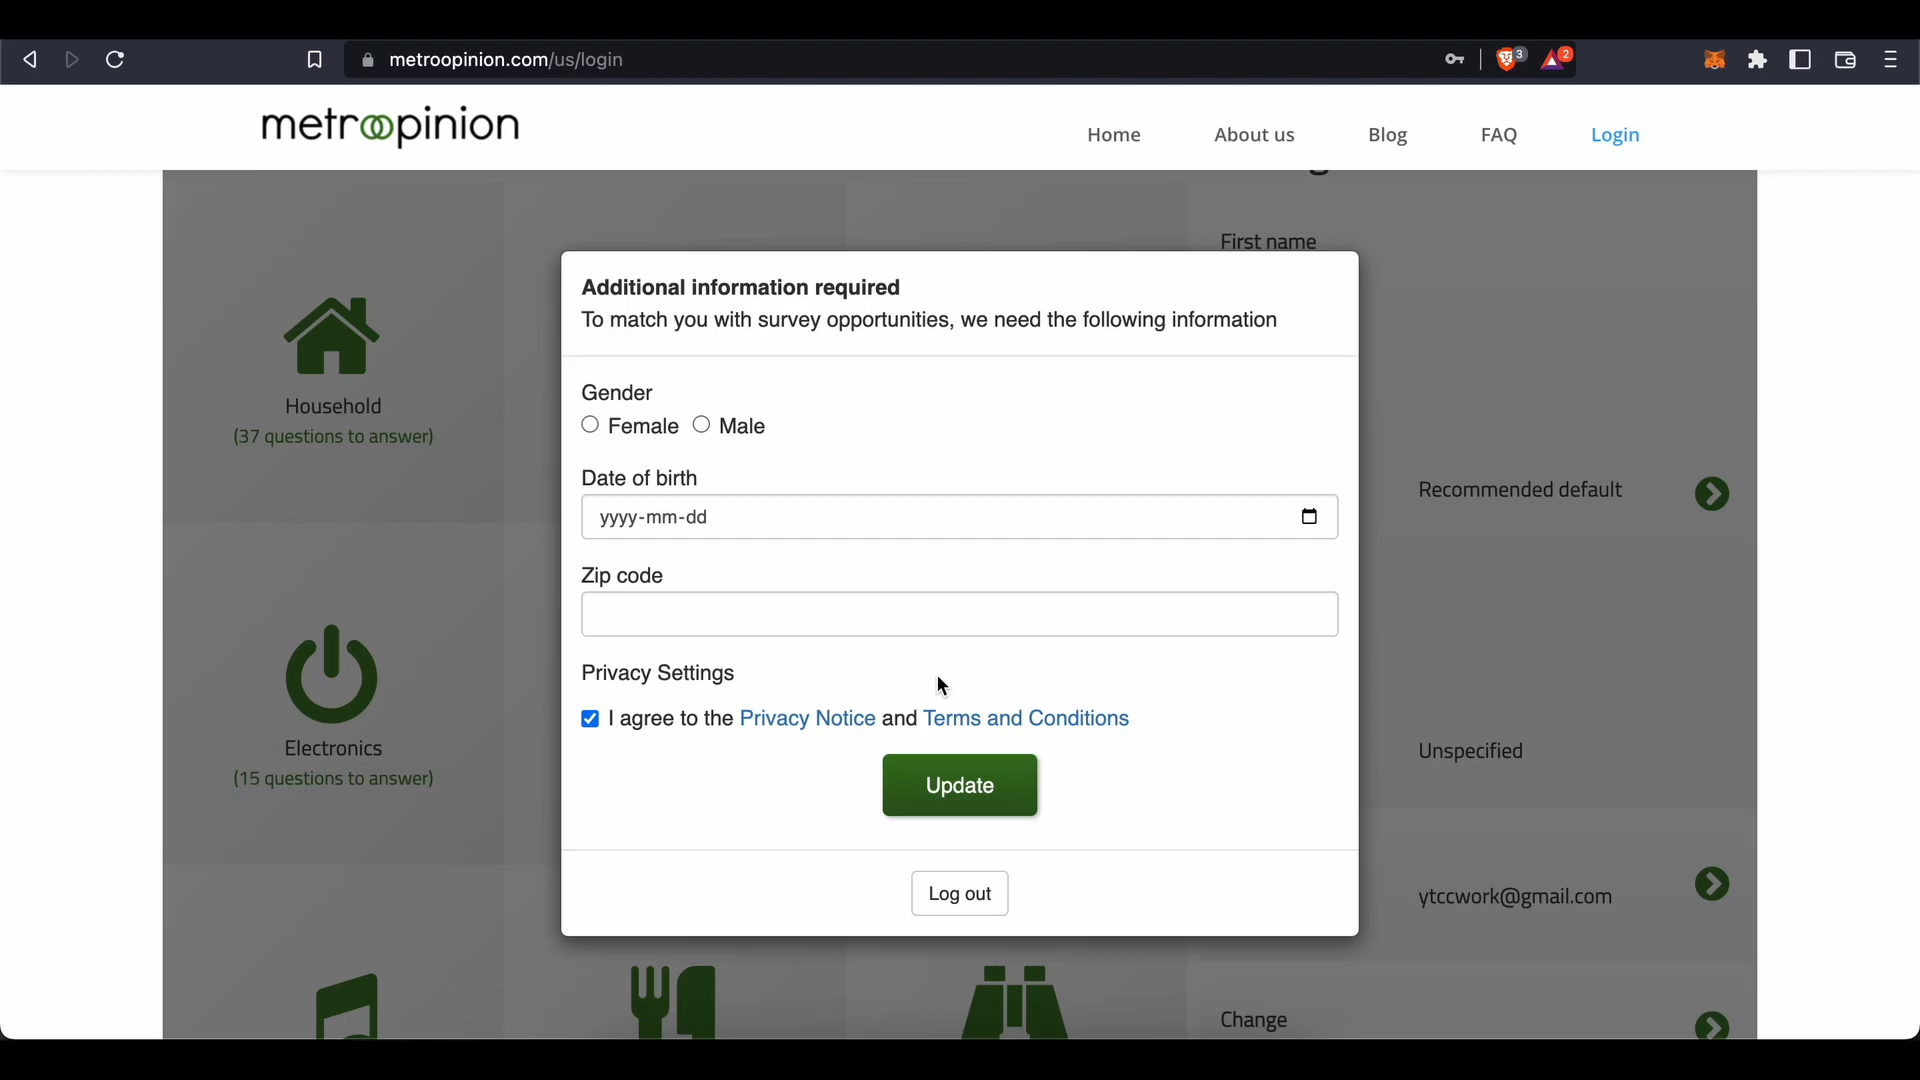 metroopinion.com/us/login
3
2
metroopinion
Home
About us
Blog
FAQ
Login
First name
Additional information required
To match you with survey opportunities, we need the following information
Gender
Female
Male
Household
(37 questions to answer)
Date of birth
yyyy-mm-dd
Recommended default
Zip code
Privacy Settings
I agree to the Privacy Notice and Terms and Conditions
Electronics
(15 questions to answer)
Unspecified
Update
Log out
ytccwork@gmail.com
Change